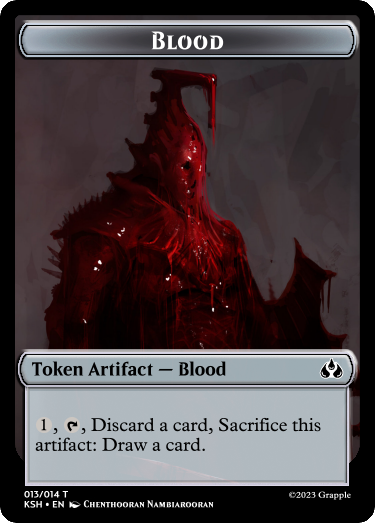 Blood
Token Artifact — Blood
1, T, Discard a card, Sacrifice this
artifact: Draw a card.
013/014 T
©2023 Grapple
KSH • EN Chenthooran Nambiarooran